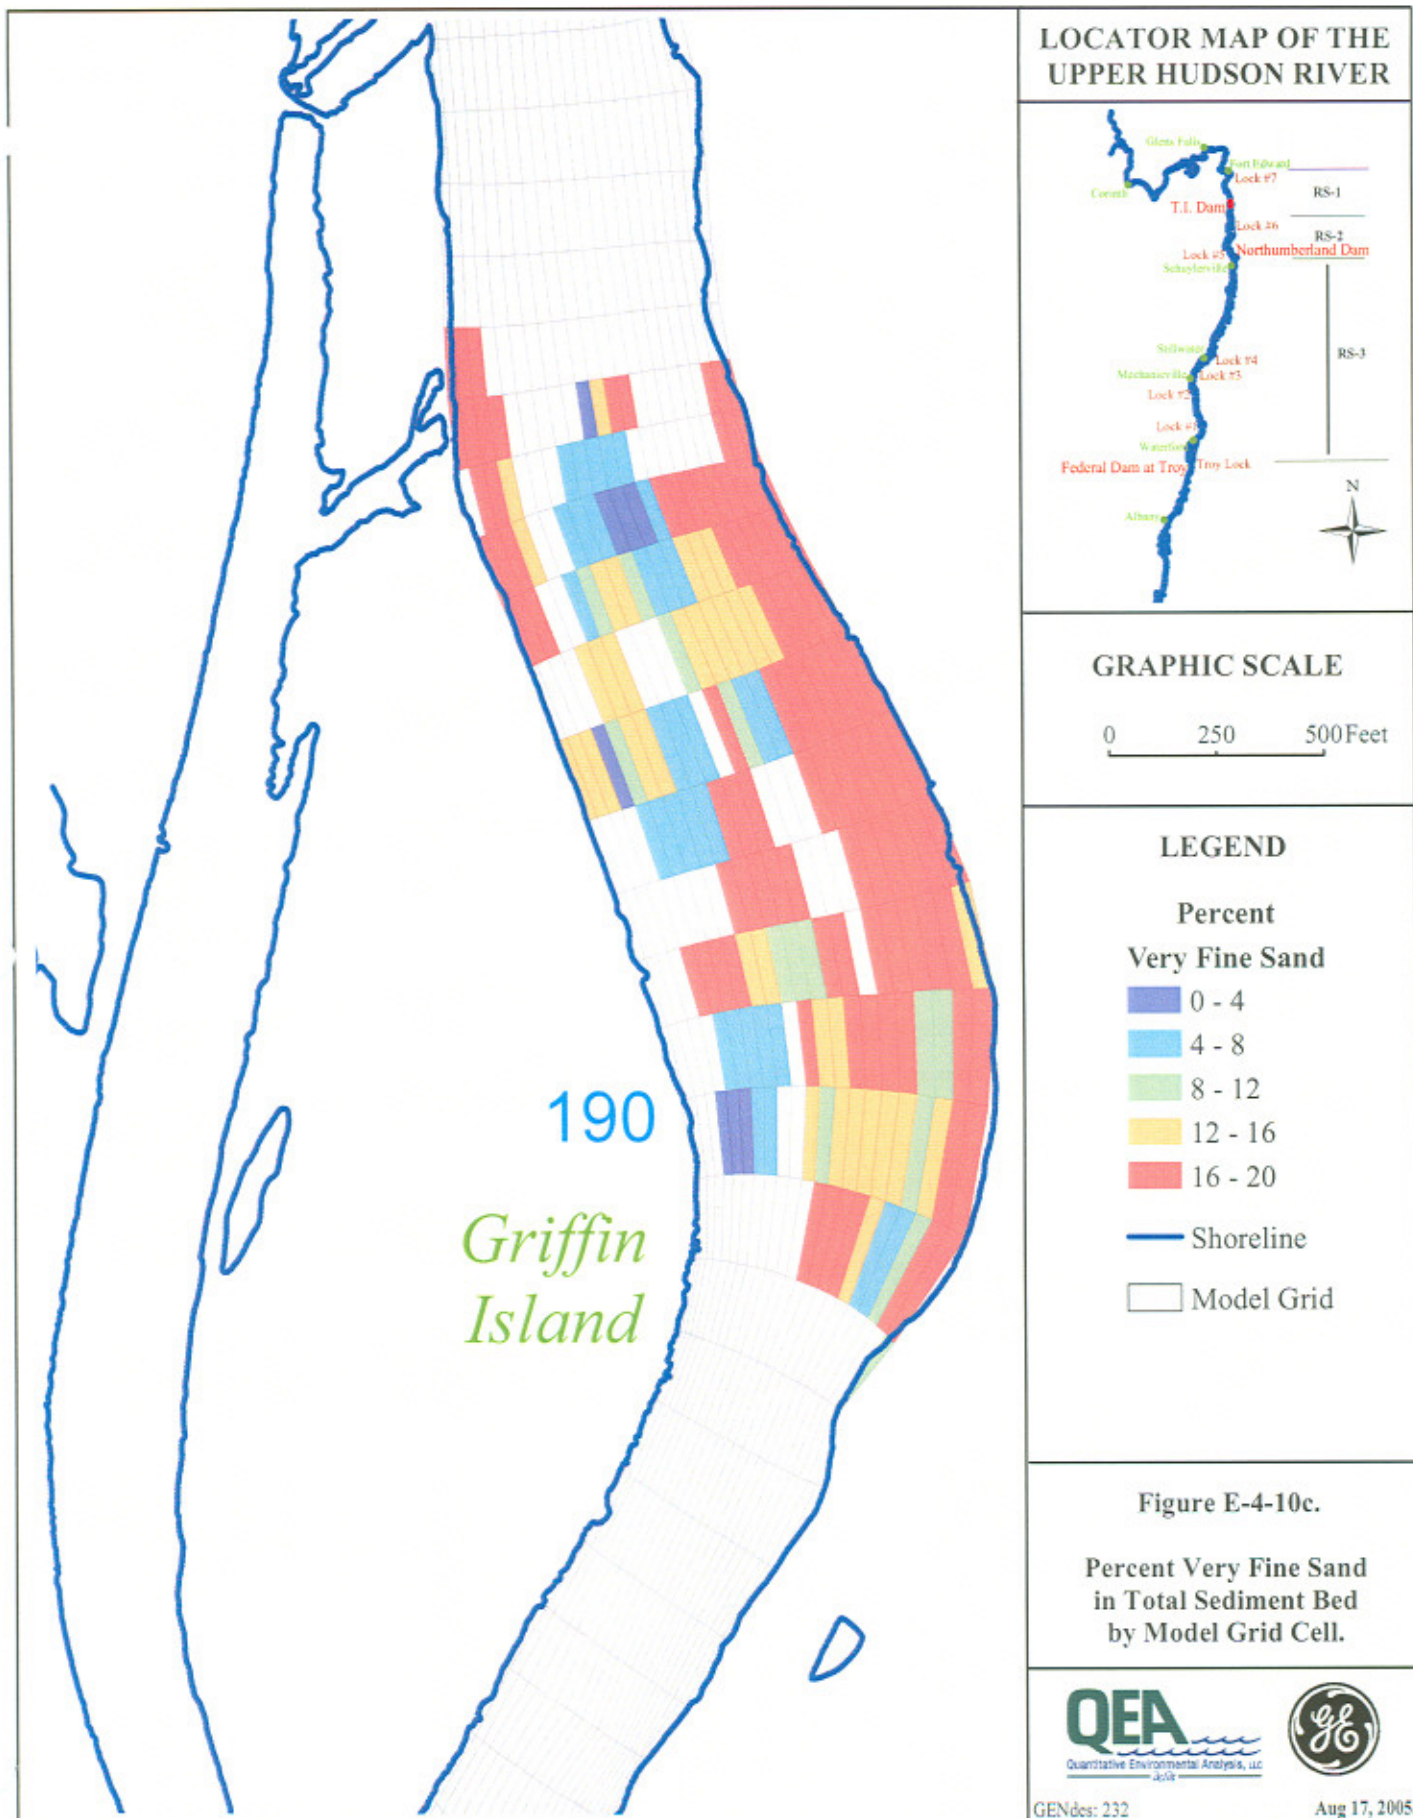 LOCATOR MAP OF THE
UPPER HUDSON RIVER
Glens Falls
Fort Edward
Lock #7
Corinth
RS-1
T.I. Dam
Lock #6
RS-2
Northumberland Dam
Lock #5
Schuylerville
Stillwater
Lock #4
RS-3
Mechanicville
Lock #3
Lock #2
Lock #1
Waterford
Federal Dam at Troy
Troy Lock
N
Albany
GRAPHIC SCALE
0 250 500 Feet
LEGEND
Percent
Very Fine Sand
0 - 4
4 - 8
8 - 12
12 - 16
16 - 20
Shoreline
Model Grid
190
Griffin
Island
Figure E-4-10c.
Percent Very Fine Sand
in Total Sediment Bed
by Model Grid Cell.
QEA
Quantitative Environmental Analysis, LLC
GE
GENdes: 232
Aug 17, 2005